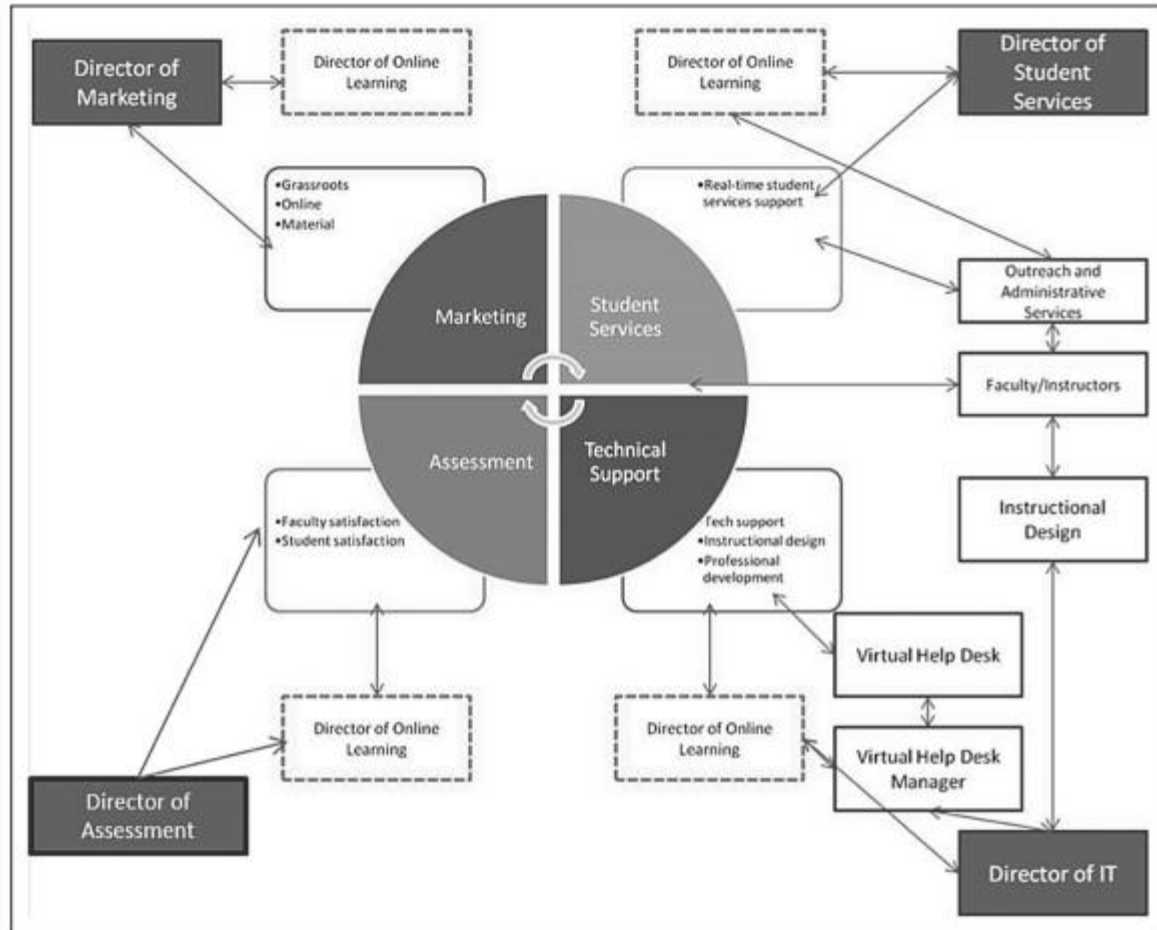 Director of
Marketing
Director of Online
Learning
Director of Online
Learning
Director of
Student
Services
•Grassroots
•Online
•Material
•Real-time student
services support
Marketing
Student
Services
Outreach and
Administrative
Services
Faculty/Instructors
Assessment
Technical
Support
Instructional
Design
•Faculty satisfaction
•Student satisfaction
Tech support
•Instructional design
•Professional
development
Virtual Help Desk
Director of Online
Learning
Director of Online
Learning
Virtual Help Desk
Manager
Director of
Assessment
Director of IT